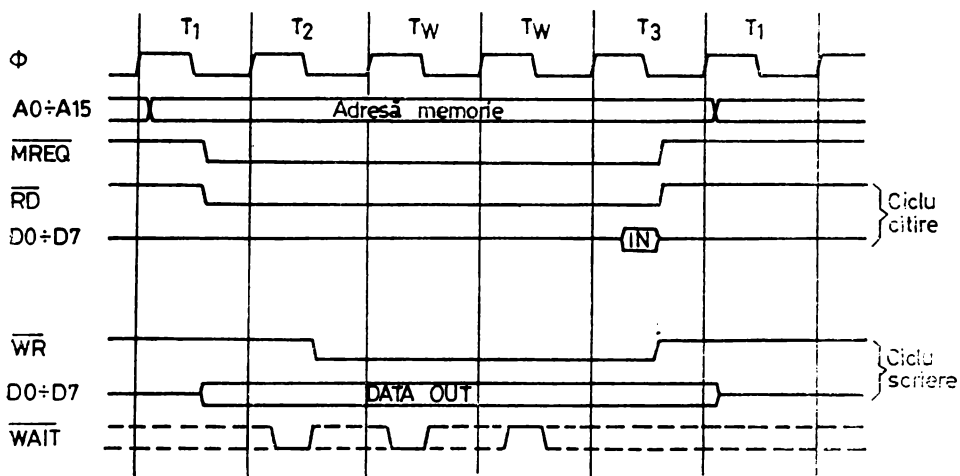 T1 T2 TW TW T3 T1
Φ
A0÷A15 Adresă memorie
MREQ
RD
D0÷D7 IN
Ciclu
citire
WR
D0÷D7 DATA OUT
Ciclu
scriere
WAIT